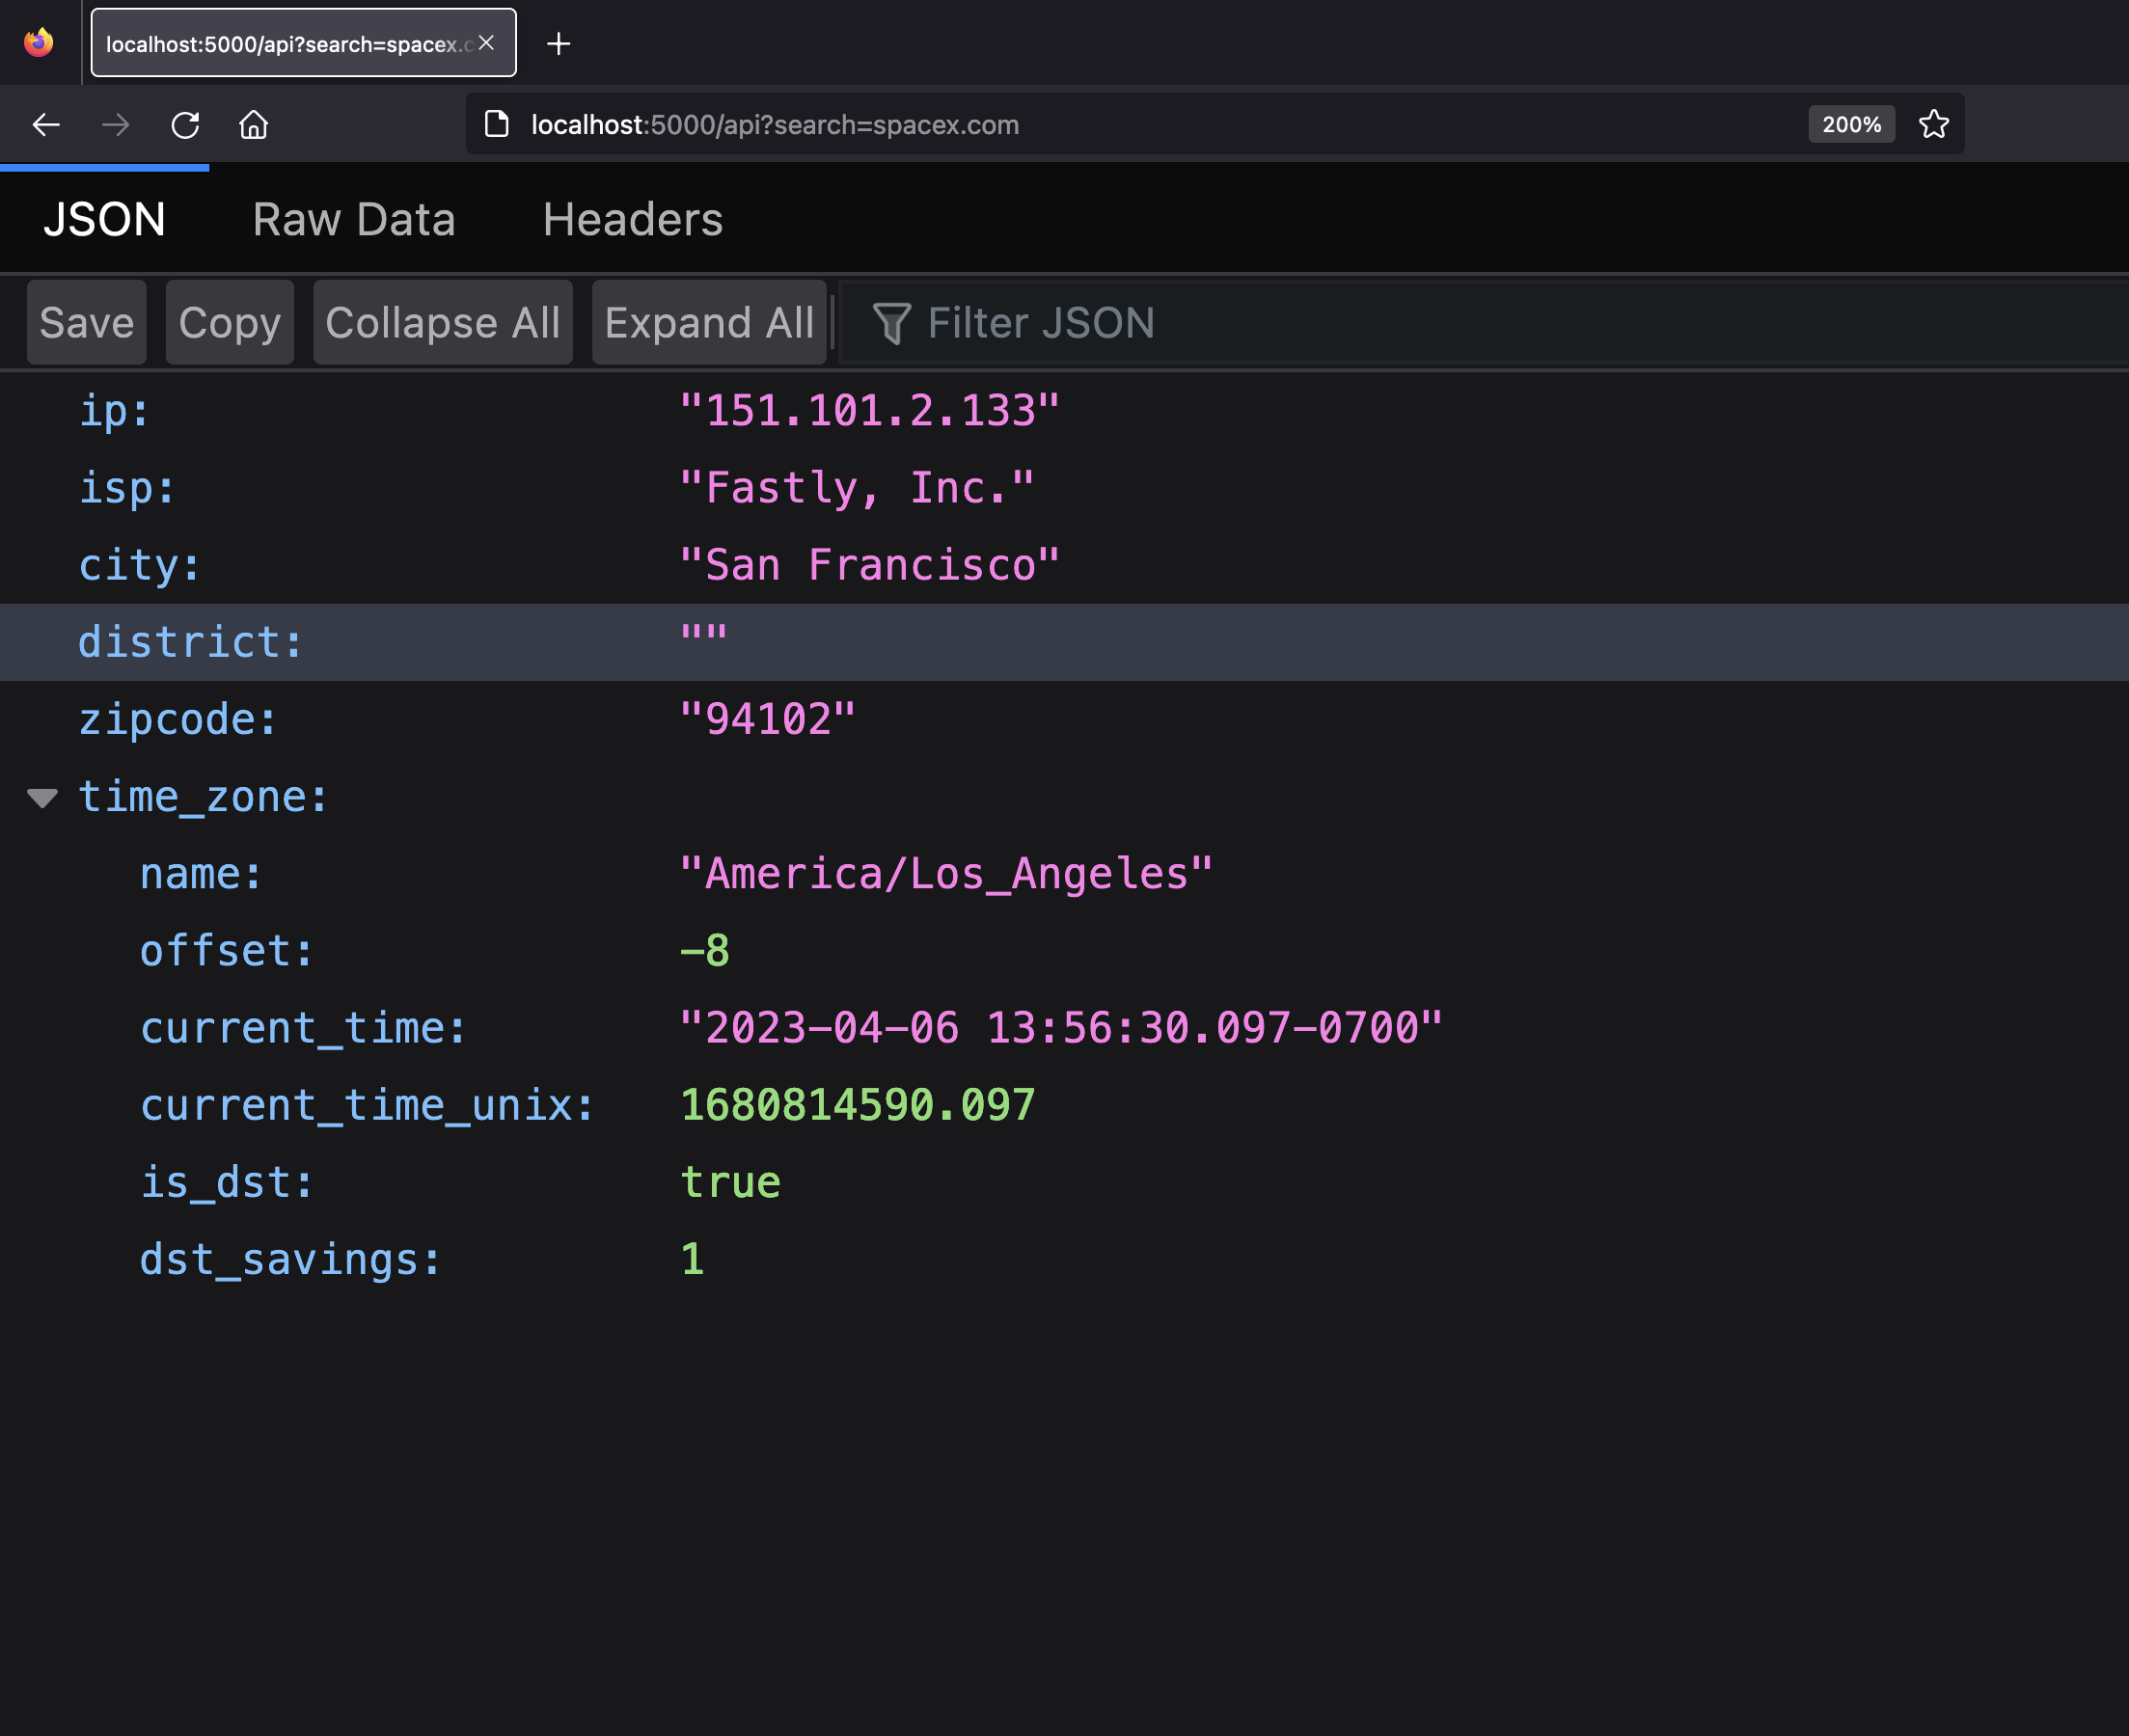 localhost:5000/api?search=spacex.c
localhost:5000/api?search=spacex.com 200%
JSON Raw Data Headers
Save Copy Collapse All Expand All Filter JSON
ip: "151.101.2.133"
isp: "Fastly, Inc."
city: "San Francisco"
district: ""
zipcode: "94102"
time_zone:
name: "America/Los_Angeles"
offset: -8
current_time: "2023-04-06 13:56:30.097-0700"
current_time_unix: 1680814590.097
is_dst: true
dst_savings: 1